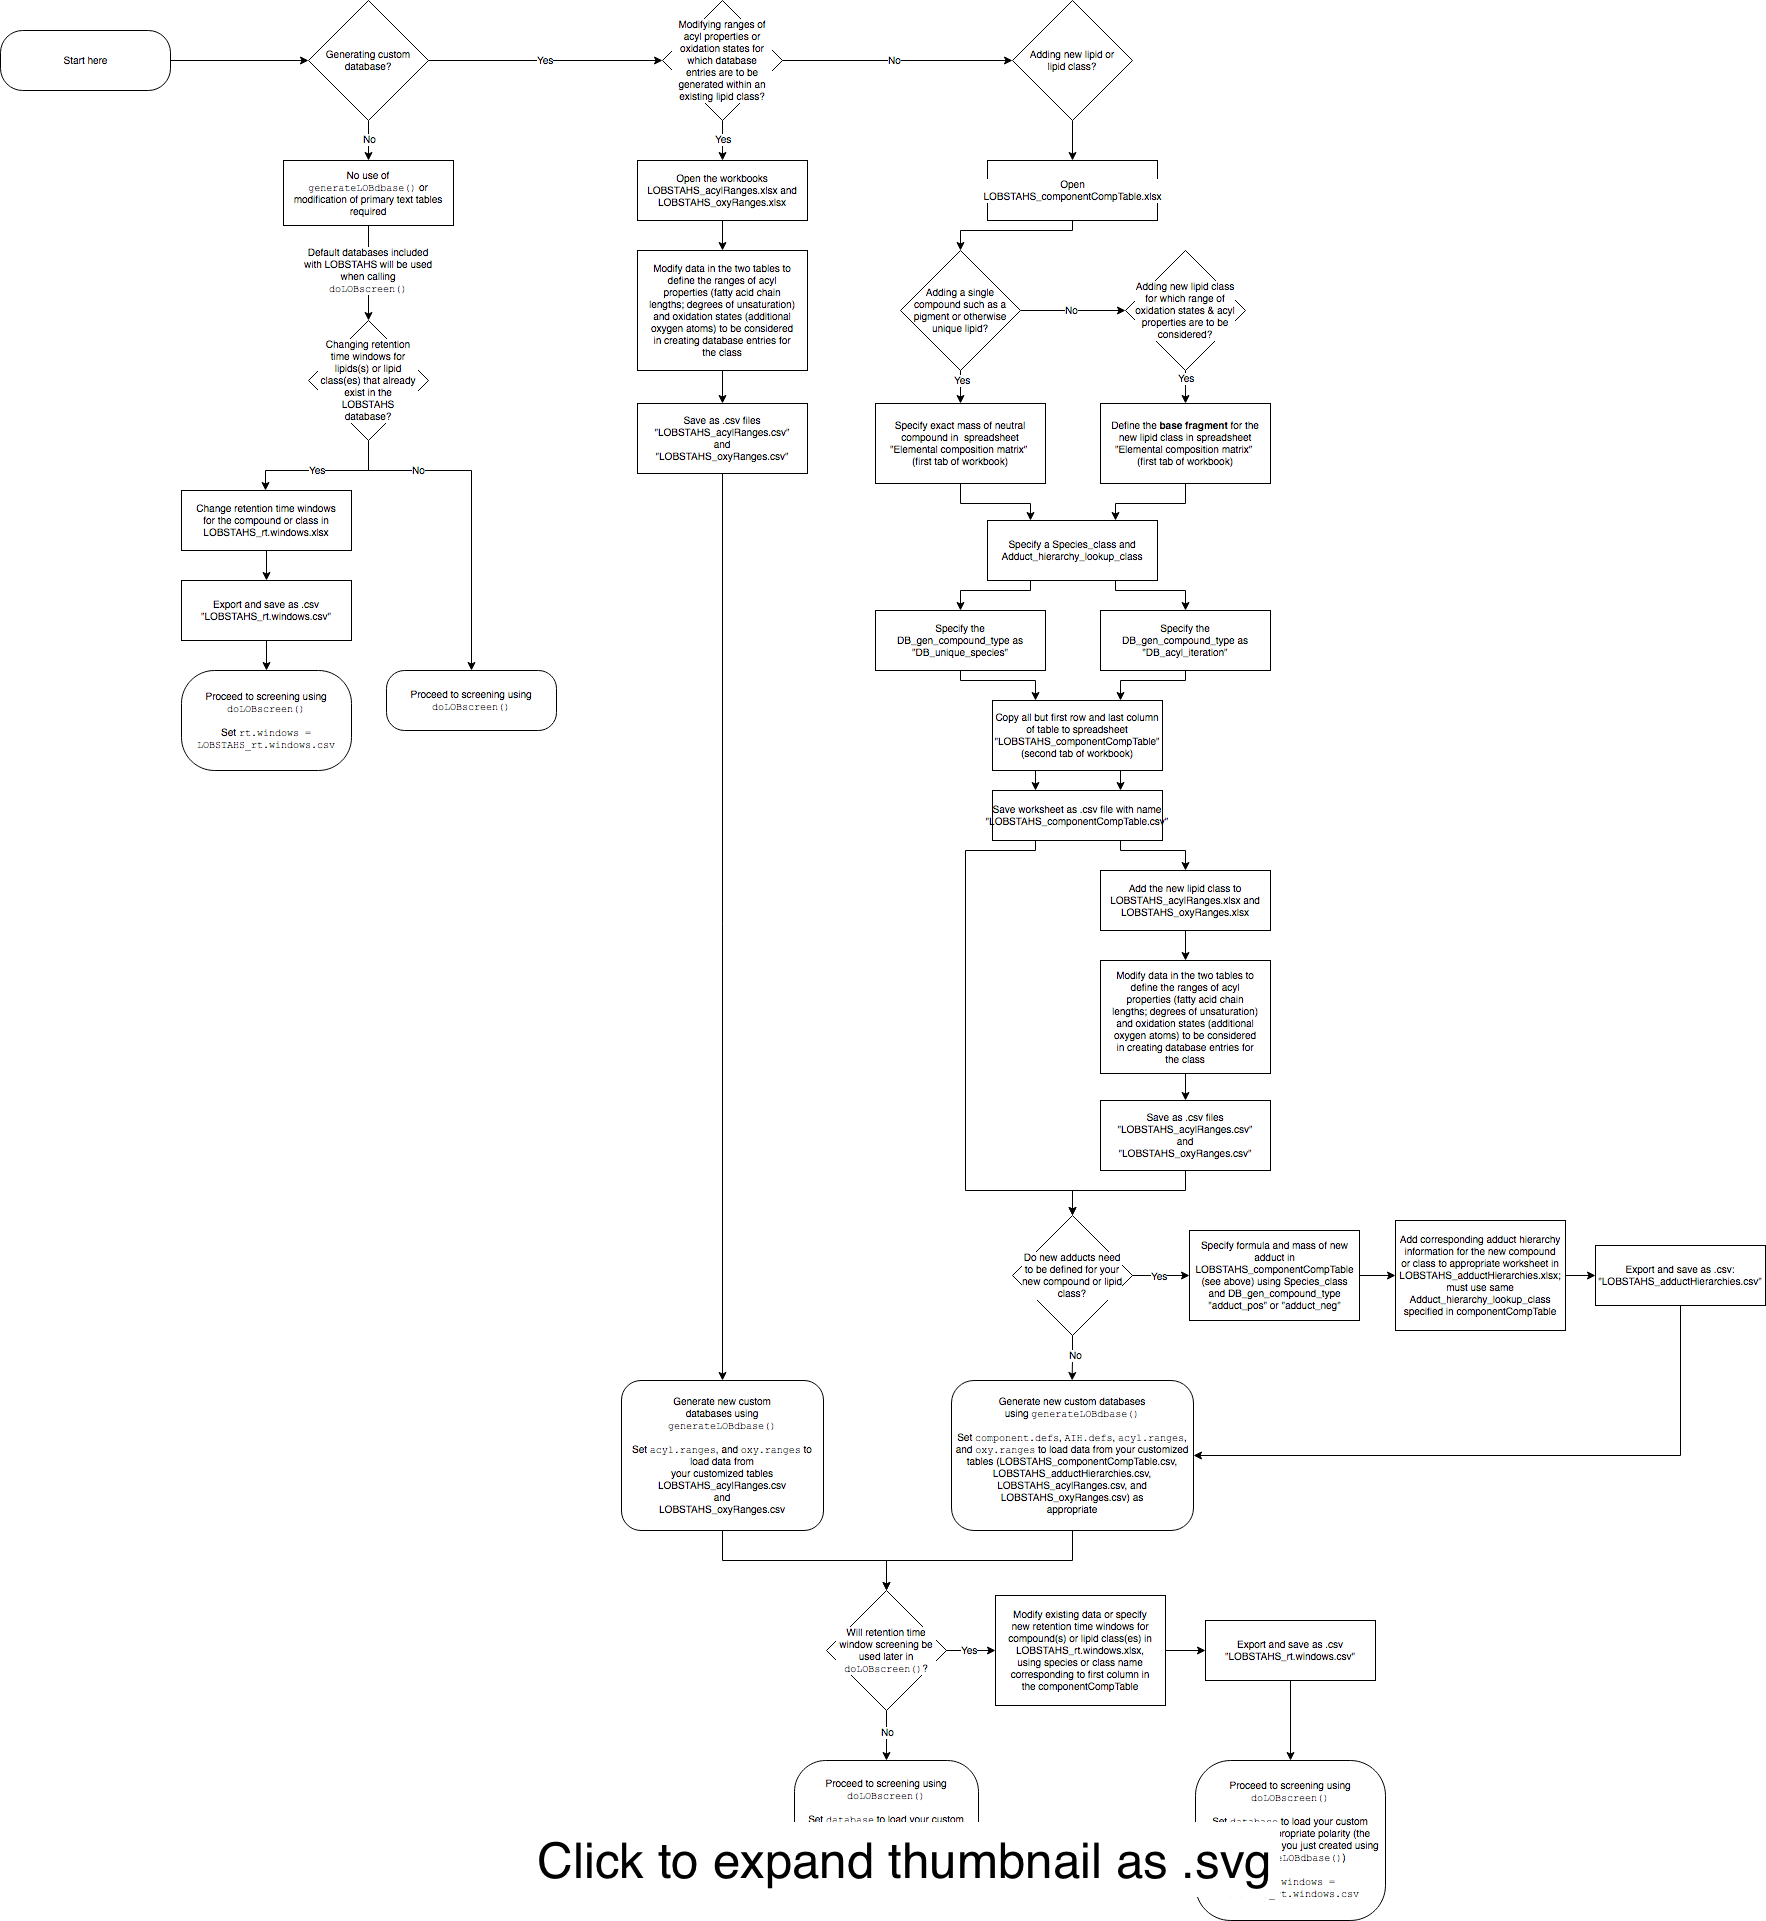 Start here
Generating custom
database?
Yes
Modifying ranges of
acyl properties or
oxidation states for
which database
entries are to be
generated within an
existing lipid class?
No
Adding new lipid or
lipid class?
No
No use of
generateLOBdbase() or
modification of primary text tables
required
Default databases included
with LOBSTAHS will be used
when calling
doLOBscreen()
Changing retention
time windows for
lipids(s) or lipid
class(es) that already
exist in the
LOBSTAHS
database?
Yes
No
Change retention time windows
for the compound or class in
LOBSTAHS_rt.windows.xlsx
Export and save as .csv
"LOBSTAHS_rt.windows.csv"
Proceed to screening using
doLOBscreen()
Set rt.windows =
LOBSTAHS_rt.windows.csv
Proceed to screening using
doLOBscreen()
Yes
Open the workbooks
LOBSTAHS_acylRanges.xlsx and
LOBSTAHS_oxyRanges.xlsx
Modify data in the two tables to
define the ranges of acyl
properties (fatty acid chain
lengths; degrees of unsaturation)
and oxidation states (additional
oxygen atoms) to be considered
in creating database entries for
the class
Save as .csv files
"LOBSTAHS_acylRanges.csv"
and
"LOBSTAHS_oxyRanges.csv"
Open
LOBSTAHS_componentCompTable.xlsx
Adding a single
compound such as a
pigment or otherwise
unique lipid?
No
Adding new lipid class
for which range of
oxidation states & acyl
properties are to be
considered?
Yes
Yes
Specify exact mass of neutral
compound in spreadsheet
"Elemental composition matrix"
(first tab of workbook)
Define the base fragment for the
new lipid class in spreadsheet
"Elemental composition matrix"
(first tab of workbook)
Specify a Species_class and
Adduct_hierarchy_lookup_class
Specify the
DB_gen_compound_type as
"DB_unique_species"
Specify the
DB_gen_compound_type as
"DB_acyl_iteration"
Copy all but first row and last column
of table to spreadsheet
"LOBSTAHS_componentCompTable"
(second tab of workbook)
Save worksheet as .csv file with name
"LOBSTAHS_componentCompTable.csv"
Add the new lipid class to
LOBSTAHS_acylRanges.xlsx and
LOBSTAHS_oxyRanges.xlsx
Modify data in the two tables to
define the ranges of acyl
properties (fatty acid chain
lengths; degrees of unsaturation)
and oxidation states (additional
oxygen atoms) to be considered
in creating database entries for
the class
Save as .csv files
"LOBSTAHS_acylRanges.csv"
and
"LOBSTAHS_oxyRanges.csv"
Do new adducts need
to be defined for your
new compound or lipid
class?
Yes
Specify formula and mass of new
adduct in
LOBSTAHS_componentCompTable
(see above) using Species_class
and DB_gen_compound_type
"adduct_pos" or "adduct_neg"
Add corresponding adduct hierarchy
information for the new compound
or class to appropriate worksheet in
LOBSTAHS_adductHierarchies.xlsx;
must use same
Adduct_hierarchy_lookup_class
specified in componentCompTable
Export and save as .csv:
"LOBSTAHS_adductHierarchies.csv"
No
Generate new custom
databases using
generateLOBdbase()
Set acyl.ranges, and oxy.ranges to
load data from
your customized tables
LOBSTAHS_acylRanges.csv
and
LOBSTAHS_oxyRanges.csv
Generate new custom databases
using generateLOBdbase()
Set component.defs, AIH.defs, acyl.ranges,
and oxy.ranges to load data from your customized
tables (LOBSTAHS_componentCompTable.csv,
LOBSTAHS_adductHierarchies.csv,
LOBSTAHS_acylRanges.csv, and
LOBSTAHS_oxyRanges.csv) as
appropriate
Will retention time
window screening be
used later in
doLOBscreen()?
Yes
Modify existing data or specify
new retention time windows for
compound(s) or lipid class(es) in
LOBSTAHS_rt.windows.xlsx,
using species or class name
corresponding to first column in
the componentCompTable
Export and save as .csv
"LOBSTAHS_rt.windows.csv"
No
Proceed to screening using
doLOBscreen()
Set database to load your custom
Proceed to screening using
doLOBscreen()
Set database to load your custom
polarity (the
you just created using
windows =
t.windows.csv
Click to expand thumbnail as .svg